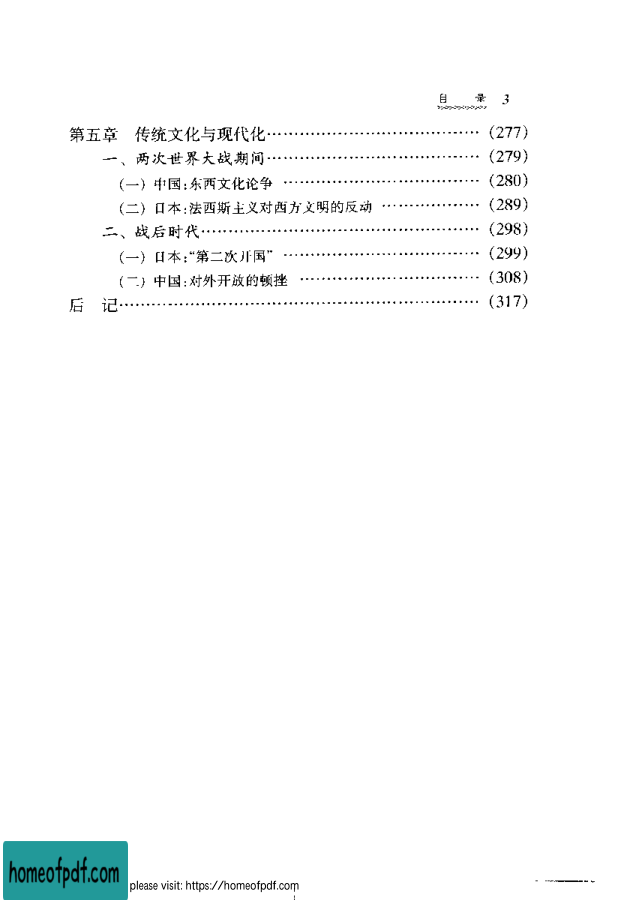 目 录 3
第五章 传统文化与现代化……………………………………(277)
一、两次世界大战期间……………………………………(279)
(一) 中国:东西文化论争 …………………………………(280)
(二) 日本:法西斯主义对西方文明的反动 ………………(289)
二、战后时代………………………………………………(298)
(一) 日本:“第二次开国” …………………………………(299)
(二) 中国:对外开放的顿挫 ………………………………(308)
后 记……………………………………………………………(317)
homeofpdf.com
please visit: https://homeofpdf.com